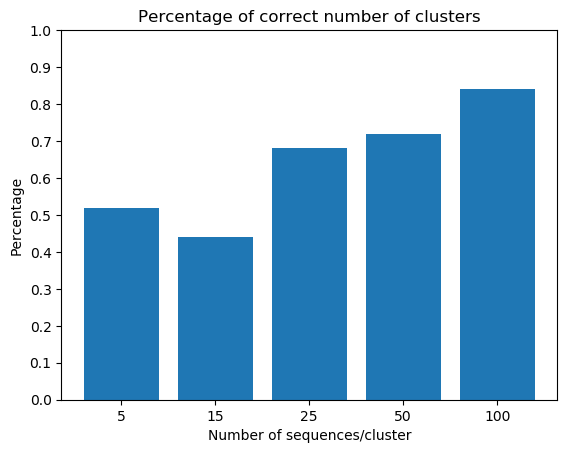 Percentage of correct number of clusters
1.0
0.9
0.8
0.7
0.6
0.5
0.4
0.3
0.2
0.1
0.0
Percentage
5 15 25 50 100
Number of sequences/cluster